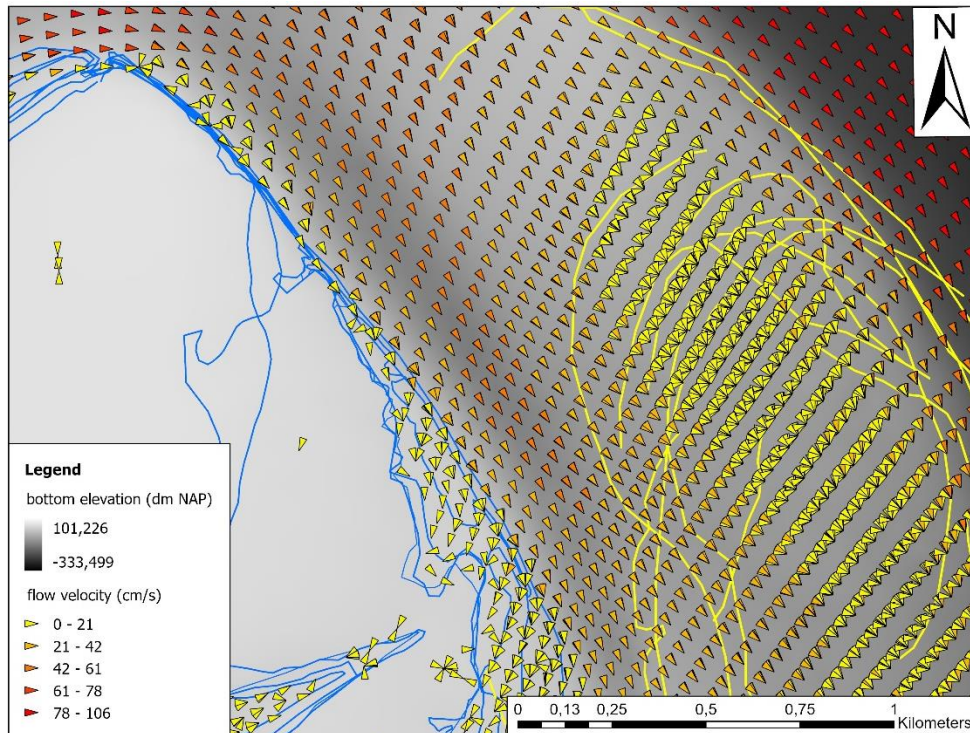 N
Legend
bottom elevation (dm NAP)
101,226
-333,499
flow velocity (cm/s)
0 - 21
21 - 42
42 - 61
61 - 78
78 - 106
0 0,13 0,25 0,5 0,75 1
Kilometers